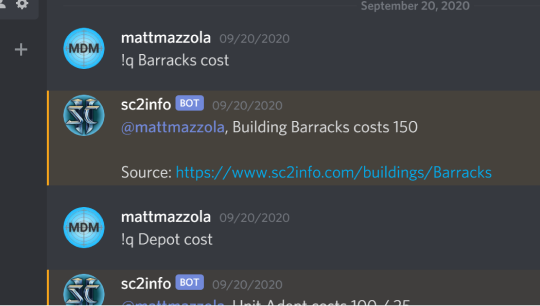 September 20, 2020
MDM
mattmazzola 09/20/2020
!q Barracks cost
SC
sc2info BOT 09/20/2020
@mattmazzola, Building Barracks costs 150
Source: https://www.sc2info.com/buildings/Barracks
MDM
mattmazzola 09/20/2020
!q Depot cost
SC
sc2info BOT 09/20/2020
@mattmazzola, Unit Adept costs 100 / 25